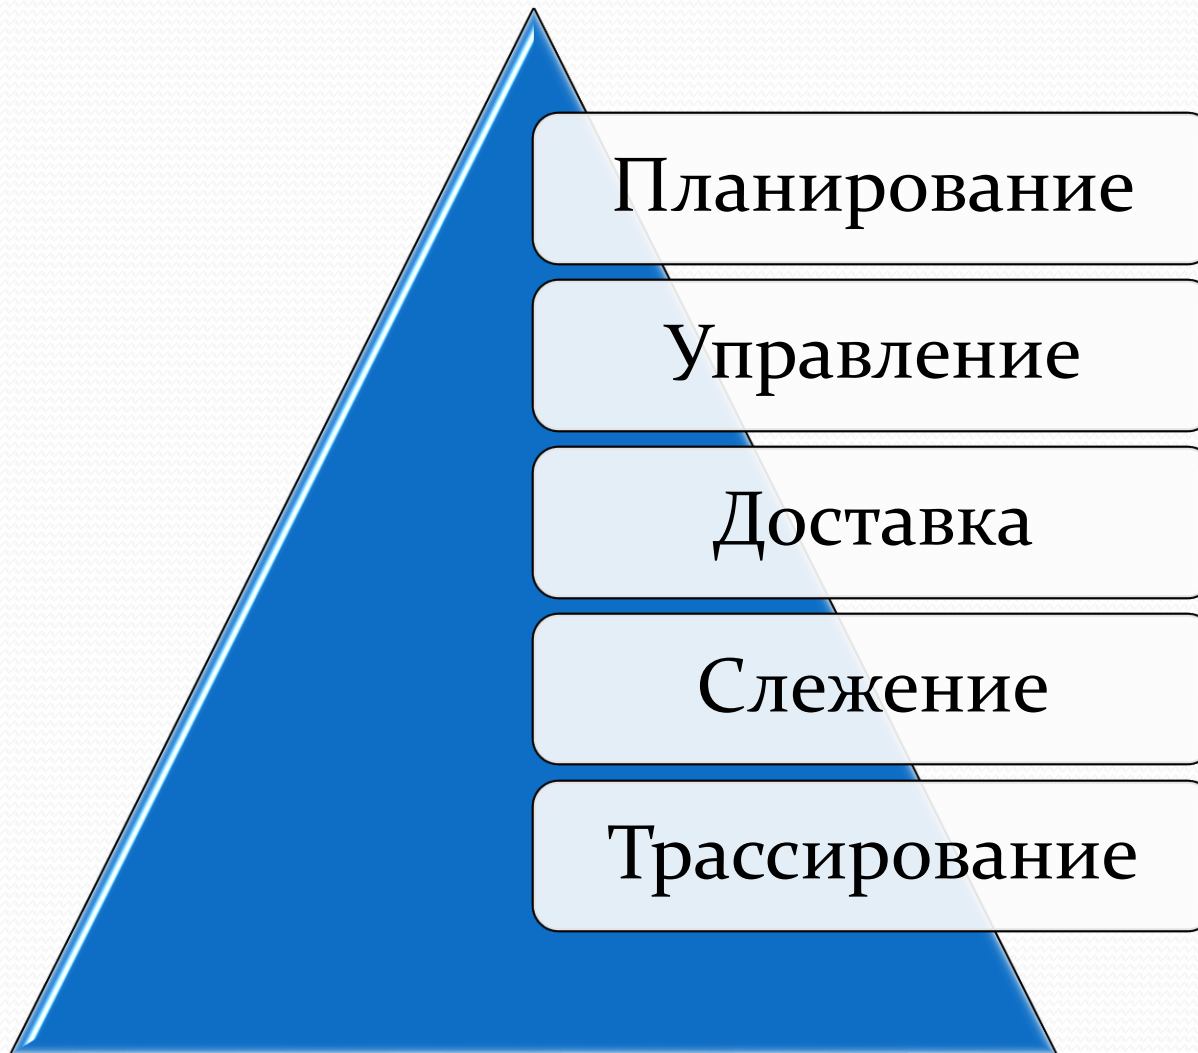 Планирование
Управление
Доставка
Слежение
Трассирование